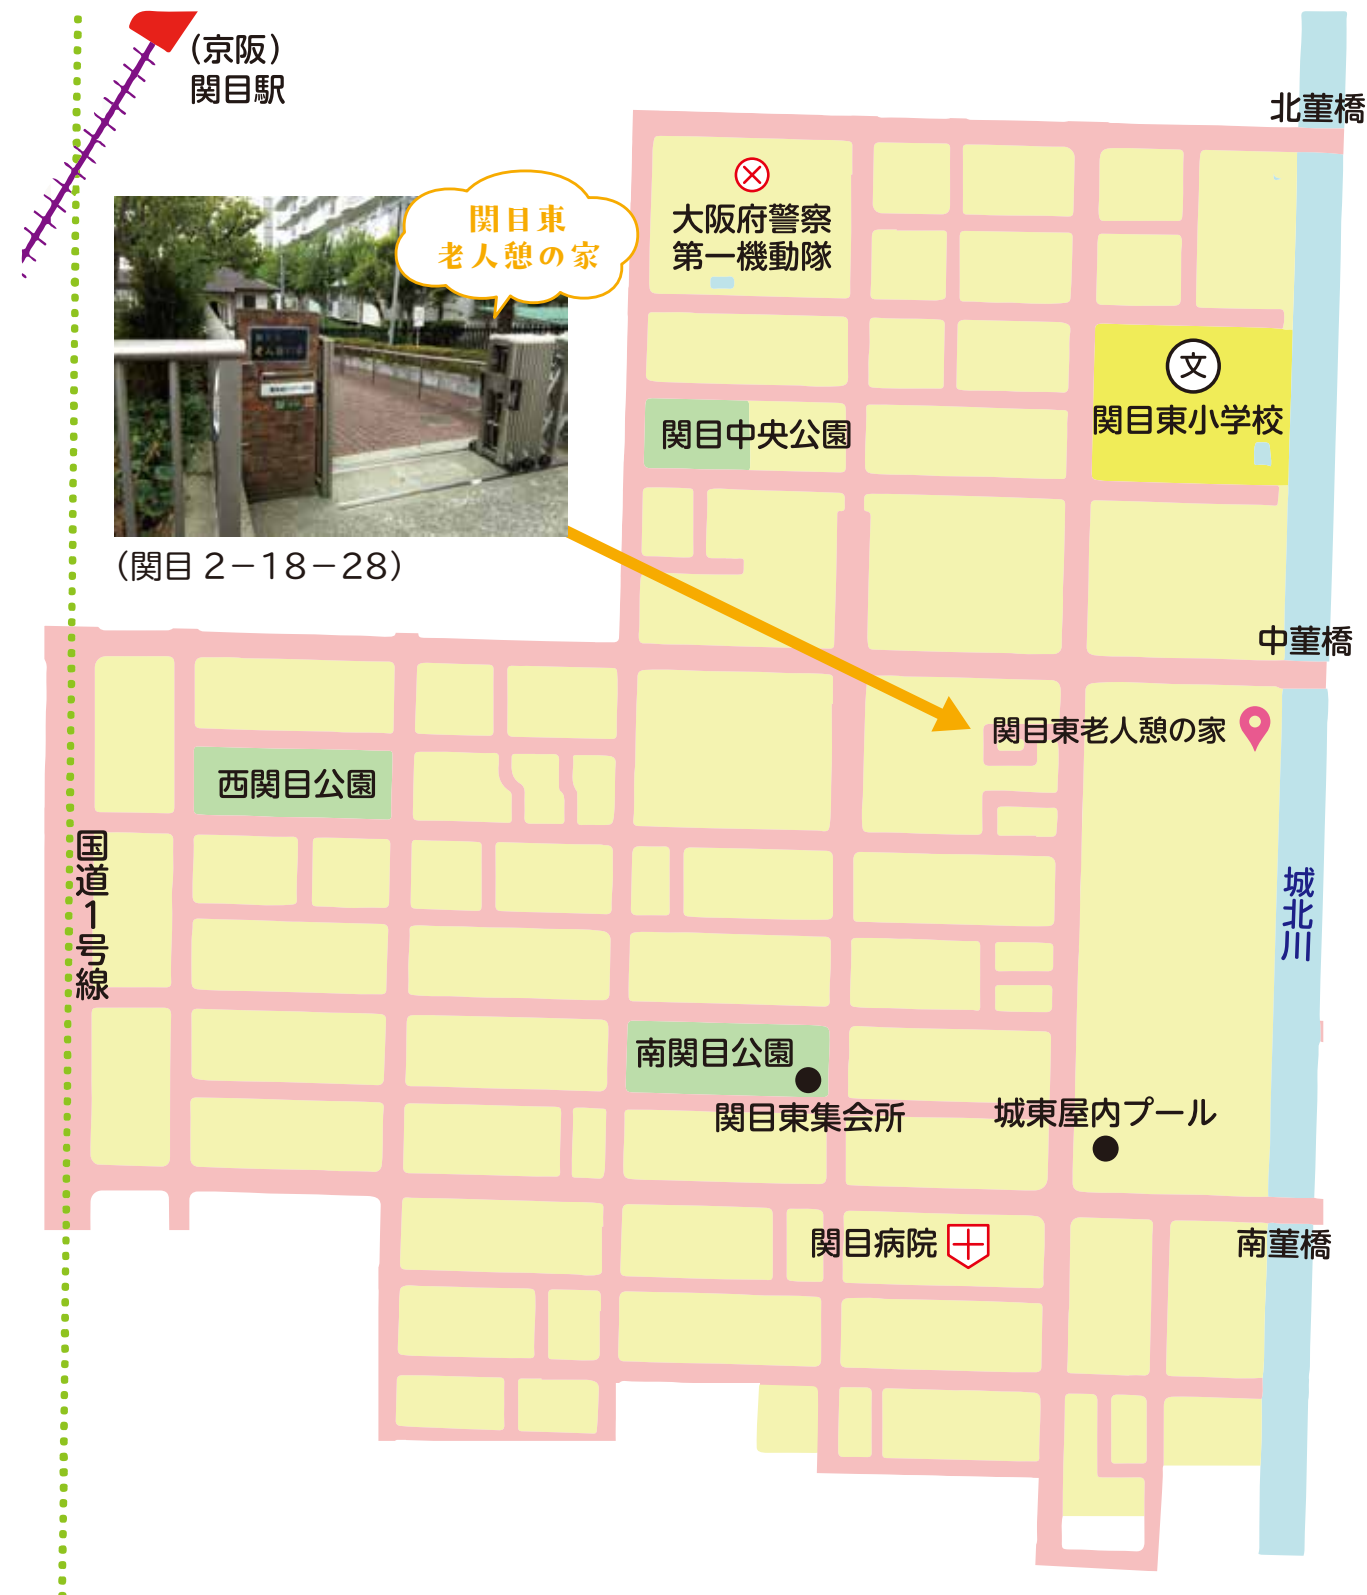 (京阪)
関目駅
北菫橋
大阪府警察
第一機動隊
関目東
老人憩の家
文
関目東小学校
関目中央公園
(関目2−18−28)
中菫橋
関目東老人憩の家
西関目公園
国道1号線
城北川
南関目公園
関目東集会所
城東屋内プール
関目病院
南菫橋